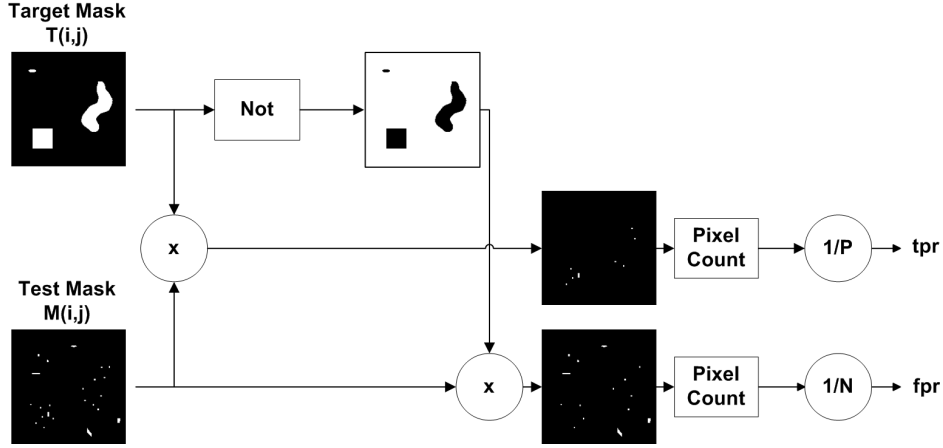 Target Mask
T(i,j)
Not
x
Pixel
Count
1/P
tpr
Test Mask
M(i,j)
x
Pixel
Count
1/N
fpr